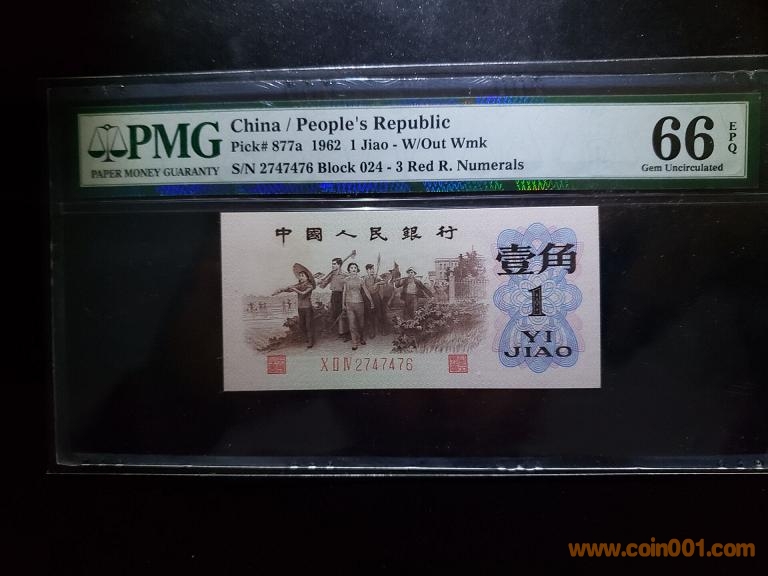 PMG
PAPER MONEY GUARANTY
China / People's Republic
Pick# 877a 1962 1 Jiao - W/Out Wmk
S/N 2747476 Block 024 - 3 Red R. Numerals
66 EPQ
Gem Uncirculated
中國人民銀行
壹角
1
YI
JIAO
X II IV 2747476
www.coin001.com